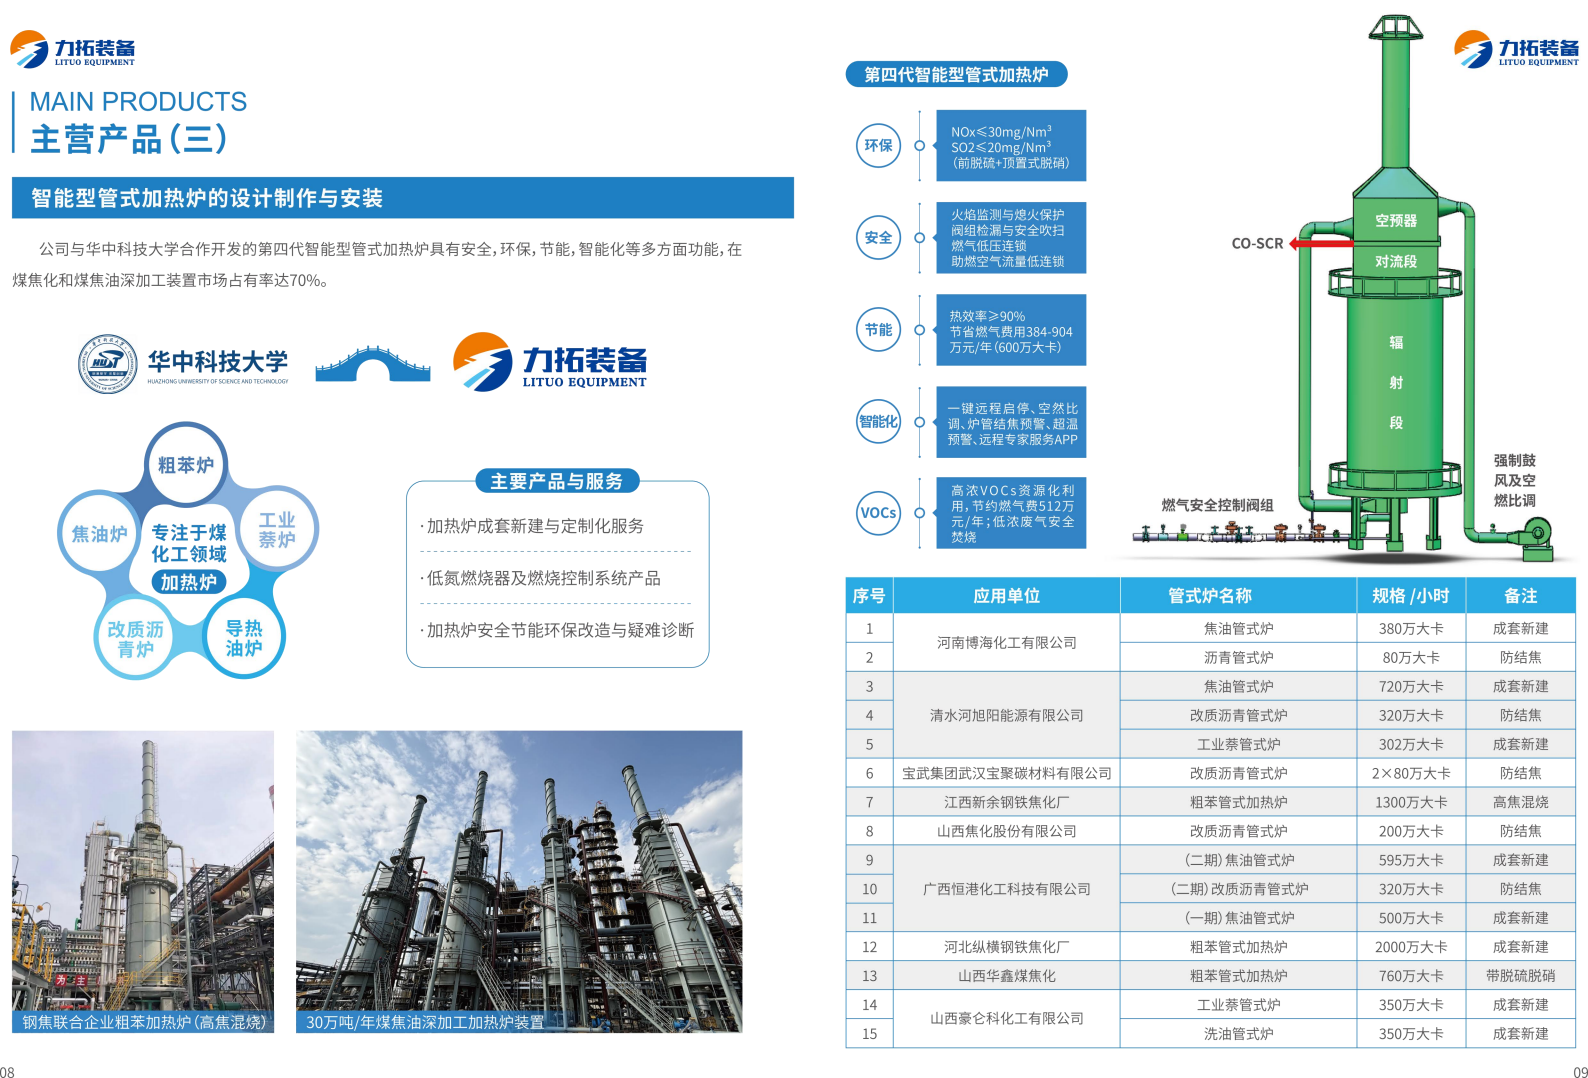 力拓装备
LITUO EQUIPMENT
MAIN PRODUCTS
主营产品（三）
智能型管式加热炉的设计制作与安装
公司与华中科技大学合作开发的第四代智能型管式加热炉具有安全，环保，节能，智能化等多方面功能，在
煤焦化和煤焦油深加工装置市场占有率达70%。
华中科技大学
HUAZHONG UNIWERSITY OF SCIENCE AND TECHNOLOGY
力拓装备
LITUO EQUIPMENT
粗苯炉
焦油炉
工业
萘炉
专注于煤
化工领域
加热炉
改质沥
青炉
导热
油炉
主要产品与服务
·加热炉成套新建与定制化服务
·低氮燃烧器及燃烧控制系统产品
·加热炉安全节能环保改造与疑难诊断
为
主
钢焦联合企业粗苯加热炉（高焦混烧）
30万吨/年煤焦油深加工加热炉装置
08
力拓装备
LITUO EQUIPMENT
第四代智能型管式加热炉
环保
NOx≤30mg/Nm³
SO2≤20mg/Nm³
（前脱硫+顶置式脱硝）
安全
火焰监测与熄火保护
阀组检漏与安全吹扫
燃气低压连锁
助燃空气流量低连锁
节能
热效率≥90%
节省燃气费用384-904
万元/年（600万大卡）
智能化
一键远程启停、空然比
调、炉管结焦预警、超温
预警、远程专家服务APP
VOCs
高浓VOCs资源化利
用，节约燃气费512万
元/年；低浓废气安全
焚烧
空预器
CO-SCR
对流段
辐
射
段
强制鼓
风及空
燃比调
燃气安全控制阀组
序号 应用单位 管式炉名称 规格 /小时 备注
1 河南博海化工有限公司 焦油管式炉 380万大卡 成套新建
2 沥青管式炉 80万大卡 防结焦
3 焦油管式炉 720万大卡 成套新建
4 清水河旭阳能源有限公司 改质沥青管式炉 320万大卡 防结焦
5 工业萘管式炉 302万大卡 成套新建
6 宝武集团武汉宝聚碳材料有限公司 改质沥青管式炉 2×80万大卡 防结焦
7 江西新余钢铁焦化厂 粗苯管式加热炉 1300万大卡 高焦混烧
8 山西焦化股份有限公司 改质沥青管式炉 200万大卡 防结焦
9 （二期）焦油管式炉 595万大卡 成套新建
10 广西恒港化工科技有限公司 （二期）改质沥青管式炉 320万大卡 防结焦
11 （一期）焦油管式炉 500万大卡 成套新建
12 河北纵横钢铁焦化厂 粗苯管式加热炉 2000万大卡 成套新建
13 山西华鑫煤焦化 粗苯管式加热炉 760万大卡 带脱硫脱硝
14 山西豪仑科化工有限公司 工业萘管式炉 350万大卡 成套新建
15 洗油管式炉 350万大卡 成套新建
09